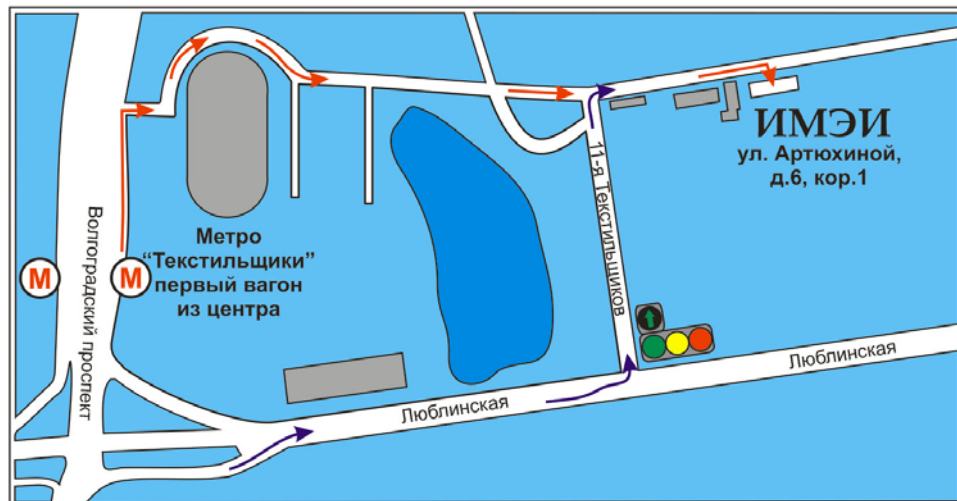 ИМЭИ
ул. Артюхиной,
д.6, кор.1
11-я Текстильщиков
Волгоградский проспект
М
М
Метро
“Текстильщики”
первый вагон
из центра
Люблинская
Люблинская